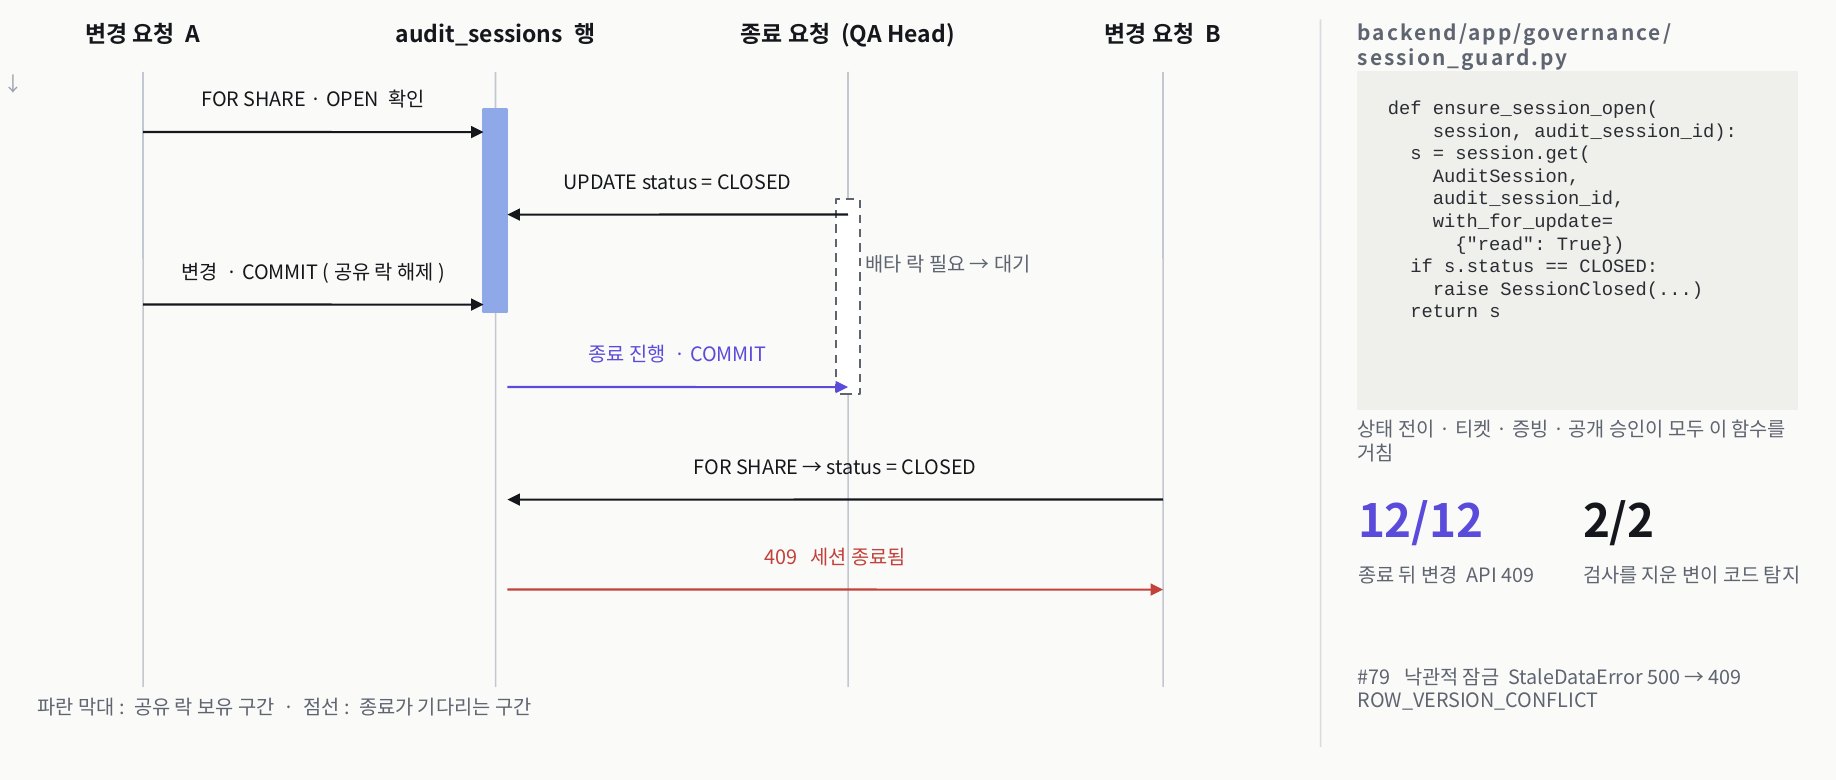 변경 요청 A
audit_sessions 행
종료 요청 (QA Head)
변경 요청 B
↓
FOR SHARE · OPEN 확인
UPDATE status = CLOSED
배타 락 필요 → 대기
변경 · COMMIT ( 공유 락 해제 )
종료 진행 · COMMIT
FOR SHARE → status = CLOSED
409 세션 종료됨
파란 막대 : 공유 락 보유 구간 · 점선 : 종료가 기다리는 구간
backend/app/governance/
session_guard.py
def ensure_session_open(
    session, audit_session_id):
  s = session.get(
    AuditSession,
    audit_session_id,
    with_for_update=
      {"read": True})
  if s.status == CLOSED:
    raise SessionClosed(...)
  return s
상태 전이 · 티켓 · 증빙 · 공개 승인이 모두 이 함수를
거침
12/12
종료 뒤 변경 API 409
2/2
검사를 지운 변이 코드 탐지
#79 낙관적 잠금 StaleDataError 500 → 409
ROW_VERSION_CONFLICT